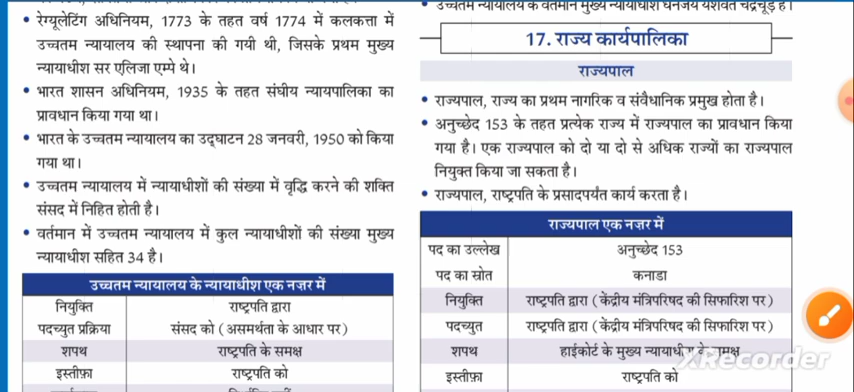 • रेग्यूलेटिंग अधिनियम, 1773 के तहत वर्ष 1774 में कलकत्ता में
उच्चतम न्यायालय की स्थापना की गयी थी, जिसके प्रथम मुख्य
न्यायाधीश सर एलिजा एम्पे थे।
• भारत शासन अधिनियम, 1935 के तहत संघीय न्यायपालिका का
प्रावधान किया गया था।
• भारत के उच्चतम न्यायालय का उद्घाटन 28 जनवरी, 1950 को किया
गया था।
• उच्चतम न्यायालय में न्यायाधीशों की संख्या में वृद्धि करने की शक्ति
संसद में निहित होती है।
• वर्तमान में उच्चतम न्यायालय में कुल न्यायाधीशों की संख्या मुख्य
न्यायाधीश सहित 34 है।
उच्चतम न्यायालय के न्यायाधीश एक नज़र में
नियुक्ति राष्ट्रपति द्वारा
पदच्युत प्रक्रिया संसद को (असमर्थता के आधार पर)
शपथ राष्ट्रपति के समक्ष
इस्तीफ़ा राष्ट्रपति को
• उच्चतम न्यायालय के वर्तमान मुख्य न्यायाधीश धनंजय यशवंत चंद्रचूड़ हैं।
17. राज्य कार्यपालिका
राज्यपाल
• राज्यपाल, राज्य का प्रथम नागरिक व संवैधानिक प्रमुख होता है।
• अनुच्छेद 153 के तहत प्रत्येक राज्य में राज्यपाल का प्रावधान किया
गया है। एक राज्यपाल को दो या दो से अधिक राज्यों का राज्यपाल
नियुक्त किया जा सकता है।
• राज्यपाल, राष्ट्रपति के प्रसादपर्यंत कार्य करता है।
राज्यपाल एक नज़र में
पद का उल्लेख अनुच्छेद 153
पद का स्रोत कनाडा
नियुक्ति राष्ट्रपति द्वारा (केंद्रीय मंत्रिपरिषद की सिफारिश पर)
पदच्युत राष्ट्रपति द्वारा (केंद्रीय मंत्रिपरिषद की सिफारिश पर)
शपथ हाईकोर्ट के मुख्य न्यायाधीश के समक्ष
इस्तीफ़ा राष्ट्रपति को
XRecorder